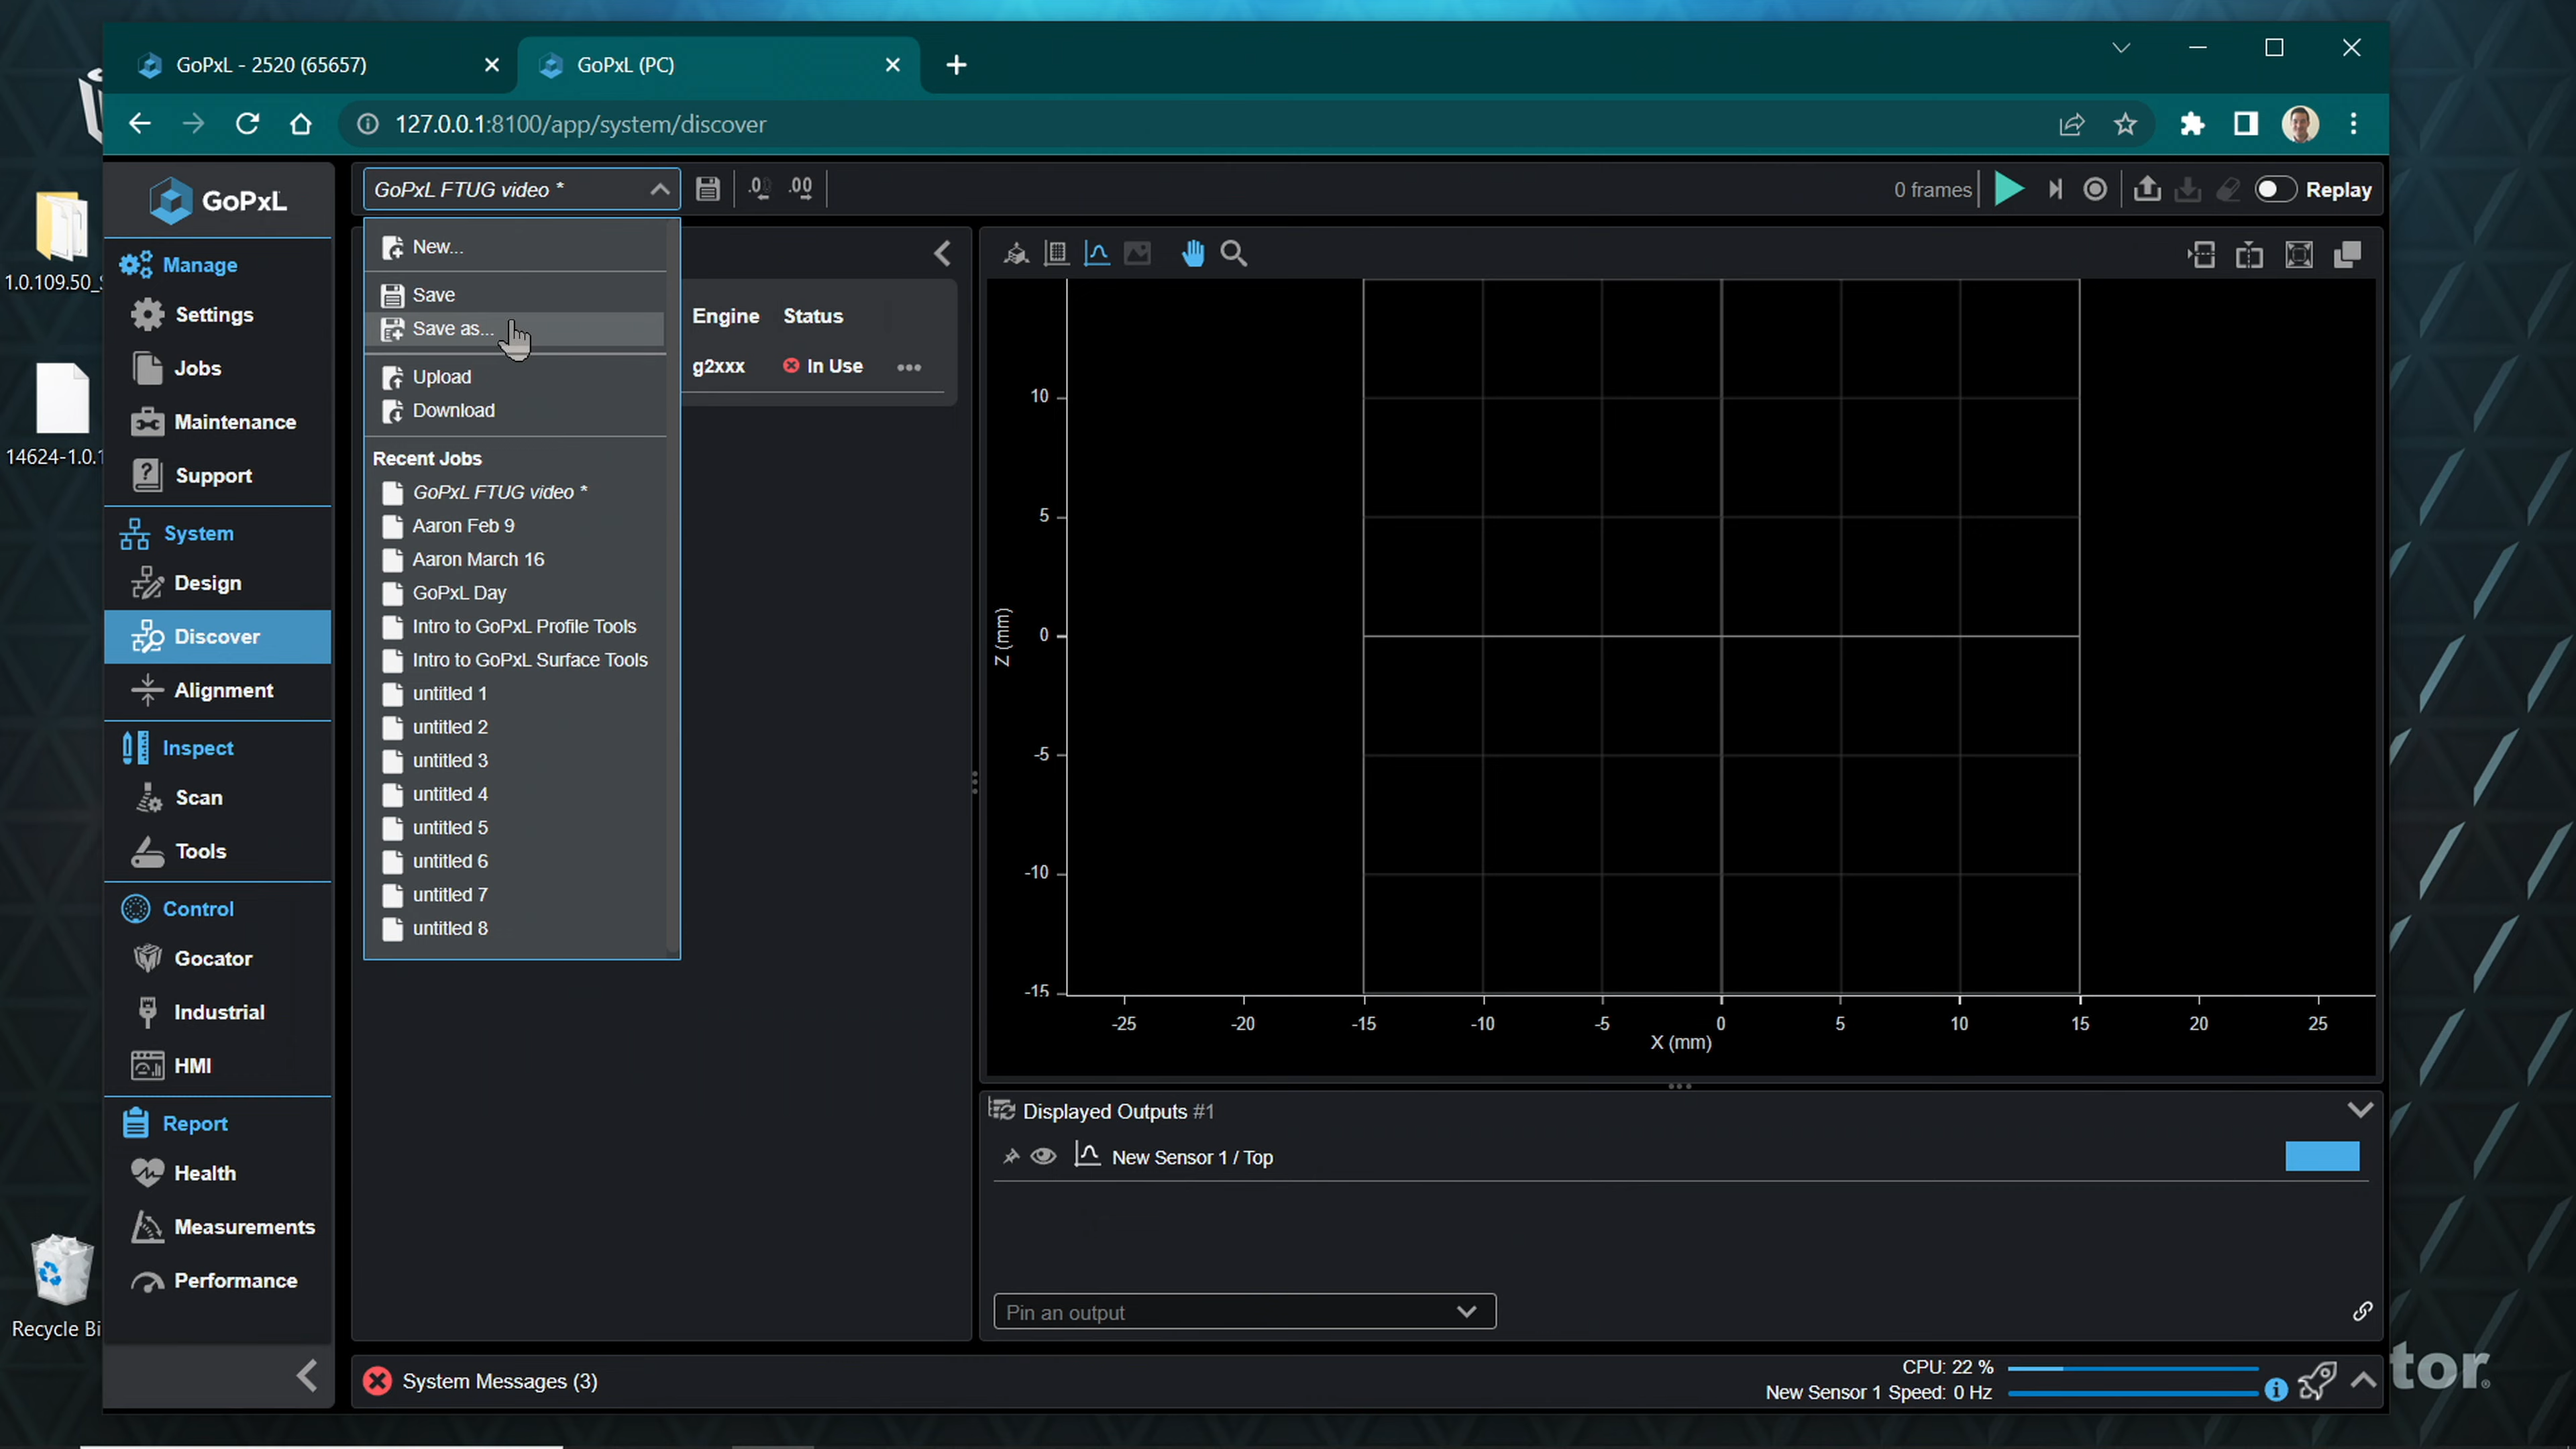 GoPxL - 2520 (65657)
GoPxL (PC)
127.0.0.1:8100/app/system/discover
GoPxL
GoPxL FTUG video *
.00
.00
0 frames
Replay
New...
Save
Save as...
Upload
Download
Recent Jobs
GoPxL FTUG video *
Aaron Feb 9
Aaron March 16
GoPxL Day
Intro to GoPxL Profile Tools
Intro to GoPxL Surface Tools
untitled 1
untitled 2
untitled 3
untitled 4
untitled 5
untitled 6
untitled 7
untitled 8
Engine Status
g2xxx In Use
Manage
Settings
Jobs
Maintenance
Support
System
Design
Discover
Alignment
Inspect
Scan
Tools
Control
Gocator
Industrial
HMI
Report
Health
Measurements
Performance
1.0.109.50_
14624-1.0.1
Recycle Bi
10
5
0
-5
-10
-15
Z (mm)
-25 -20 -15 -10 -5 0 5 10 15 20 25
X (mm)
Displayed Outputs #1
New Sensor 1 / Top
Pin an output
System Messages (3)
CPU: 22 %
New Sensor 1 Speed: 0 Hz
tor